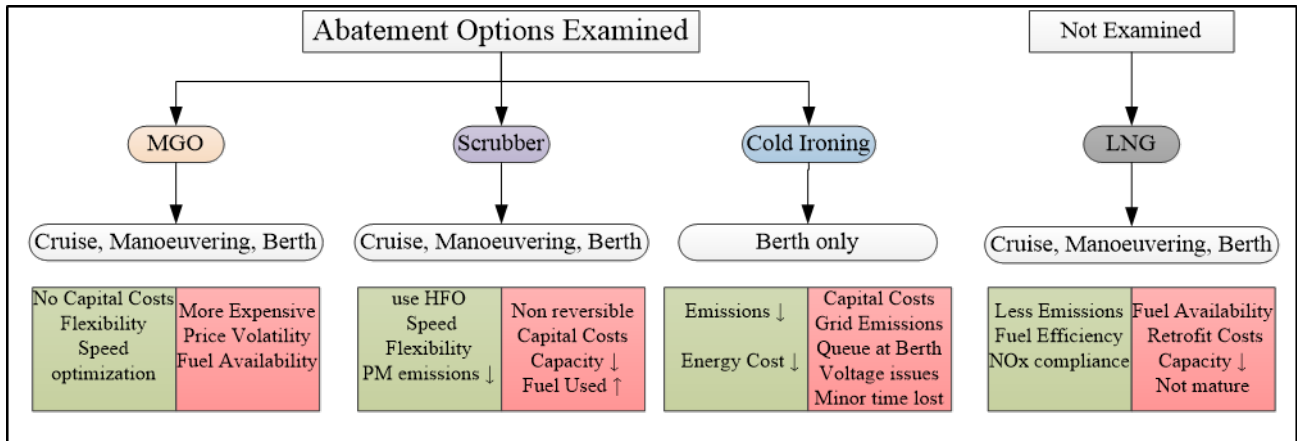 Abatement Options Examined
Not Examined
MGO
Scrubber
Cold Ironing
LNG
Cruise, Manoeuvering, Berth
Cruise, Manoeuvering, Berth
Berth only
Cruise, Manoeuvering, Berth
No Capital Costs
Flexibility
Speed
optimization
More Expensive
Price Volatility
Fuel Availability
use HFO
Speed
Flexibility
PM emissions ↓
Non reversible
Capital Costs
Capacity ↓
Fuel Used ↑
Emissions ↓
Energy Cost ↓
Capital Costs
Grid Emissions
Queue at Berth
Voltage issues
Minor time lost
Less Emissions
Fuel Efficiency
NOx compliance
Fuel Availability
Retrofit Costs
Capacity ↓
Not mature